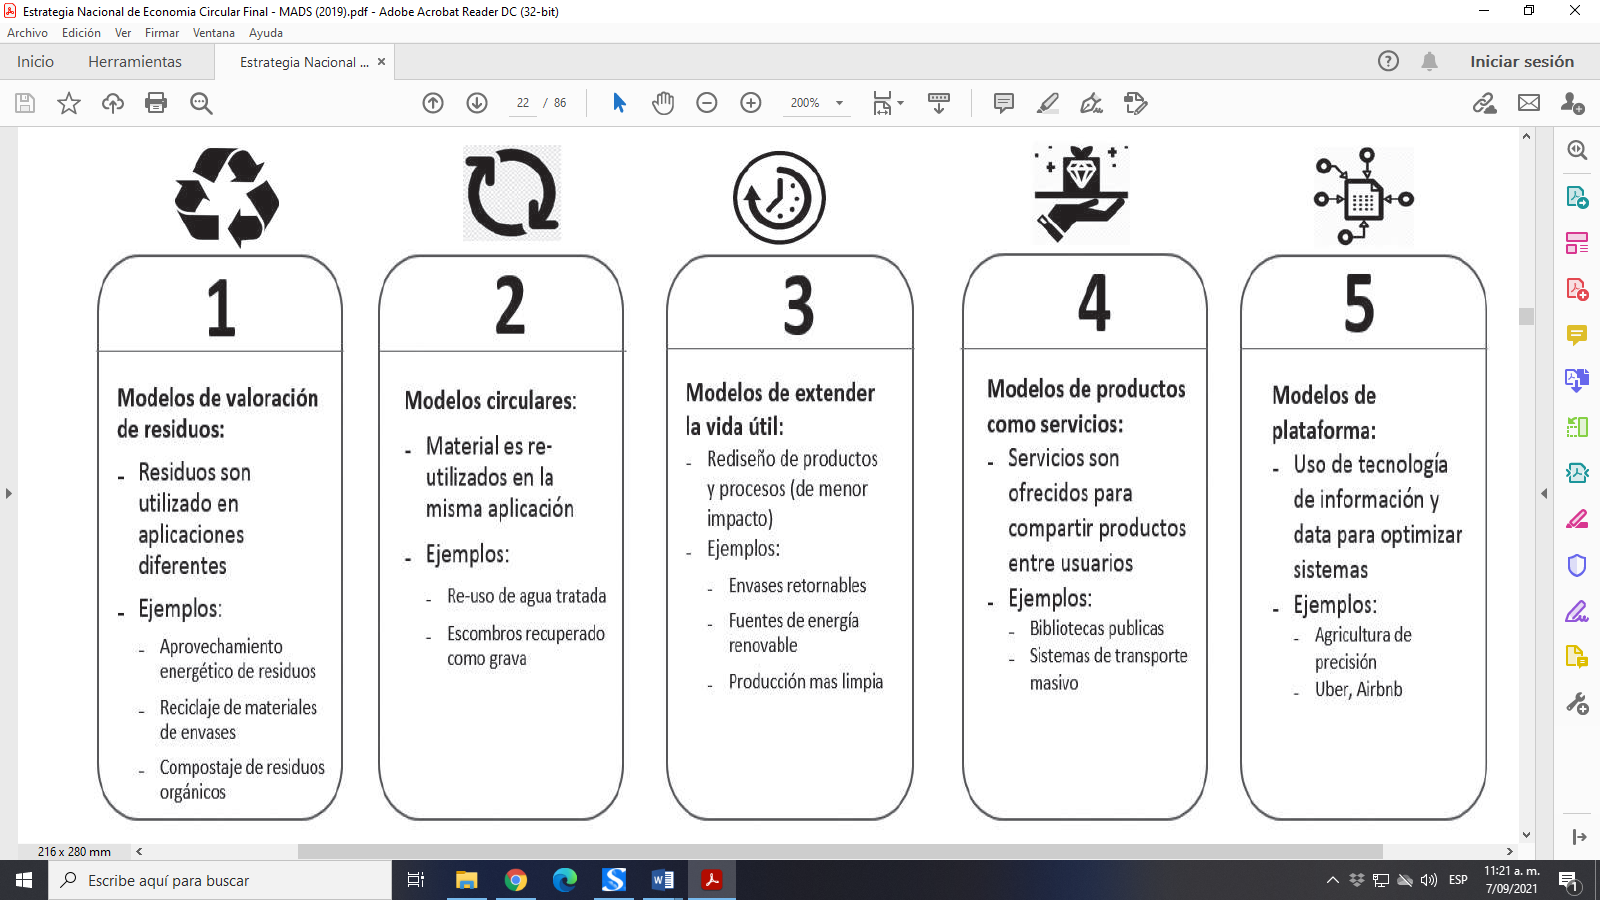 Estrategia Nacional de Economia Circular Final - MADS (2019).pdf - Adobe Acrobat Reader DC (32-bit)
Archivo Edición Ver Firmar Ventana Ayuda
Inicio Herramientas Estrategia Nacional ... × Iniciar sesión
22 / 86 200%
1
Modelos de valoración
de residuos:
- Residuos son
utilizado en
aplicaciones
diferentes
- Ejemplos:
- Aprovechamiento
energético de residuos
- Reciclaje de materiales
de envases
- Compostaje de residuos
orgánicos
2
Modelos circulares:
- Material es re-
utilizados en la
misma aplicación
- Ejemplos:
- Re-uso de agua tratada
- Escombros recuperado
como grava
3
Modelos de extender
la vida útil:
- Rediseño de productos
y procesos (de menor
impacto)
- Ejemplos:
- Envases retornables
- Fuentes de energía
renovable
- Producción mas limpia
4
Modelos de productos
como servicios:
- Servicios son
ofrecidos para
compartir productos
entre usuarios
- Ejemplos:
- Bibliotecas publicas
- Sistemas de transporte
masivo
5
Modelos de
plataforma:
- Uso de tecnología
de información y
data para optimizar
sistemas
- Ejemplos:
- Agricultura de
precisión
- Uber, Airbnb
216 x 280 mm
Escribe aquí para buscar
ESP
11:21 a. m.
7/09/2021
1